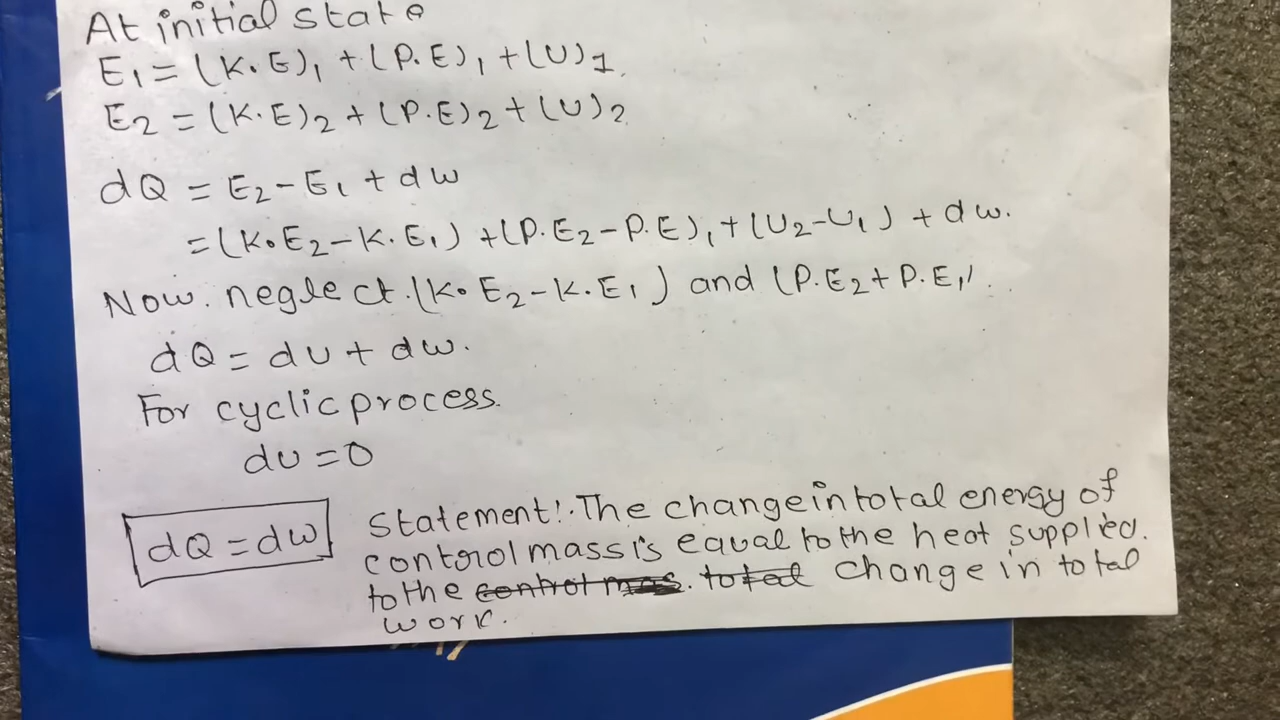 At initial state
E₁ = (K.E)₁ + (P.E)₁ + (U)1.
E₂ = (K.E)₂ + (P.E)₂ + (U)₂
dQ = E₂ - E₁ + dw
= (K.E₂ - K.E₁) + (P.E₂ - P.E)₁ + (U₂ - U₁) + dw.
Now. neglect. (K.E₂ - K.E₁) and (P.E₂ + P.E₁)
dQ = du + dw.
For cyclic process.
du = 0
dQ = dw
Statement:. The change in total energy of
control mass is equal to the heat supplied.
to the control mas. total change in total
work.